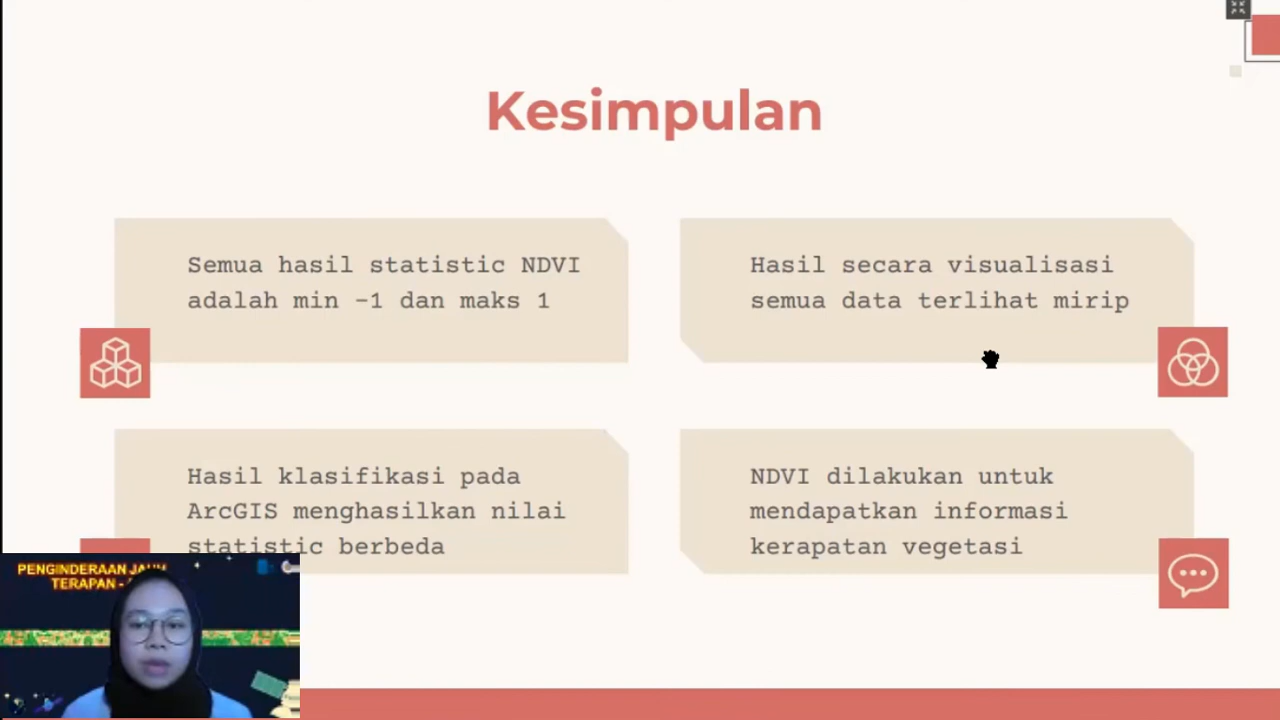 Kesimpulan
Semua hasil statistic NDVI
adalah min -1 dan maks 1
Hasil secara visualisasi
semua data terlihat mirip
Hasil klasifikasi pada
ArcGIS menghasilkan nilai
statistic berbeda
NDVI dilakukan untuk
mendapatkan informasi
kerapatan vegetasi
PENGINDERAAN JAUH
TERAPAN -